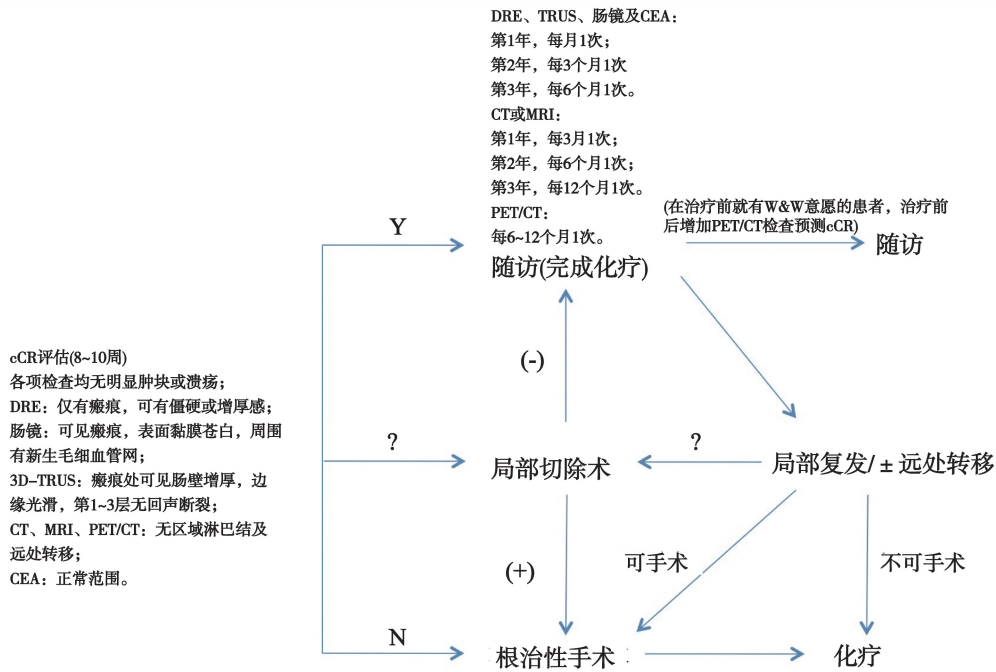 DRE、TRUS、肠镜及CEA：
第1年，每月1次；
第2年，每3个月1次
第3年，每6个月1次。
CT或MRI：
第1年，每3月1次；
第2年，每6个月1次；
第3年，每12个月1次。
PET/CT：
每6~12个月1次。
随访(完成化疗)
(在治疗前就有W&W意愿的患者，治疗前
后增加PET/CT检查预测cCR)
随访
Y
(-)
cCR评估(8~10周)
各项检查均无明显肿块或溃疡；
DRE：仅有瘢痕，可有僵硬或增厚感；
肠镜：可见瘢痕，表面黏膜苍白，周围
有新生毛细血管网；
3D-TRUS：瘢痕处可见肠壁增厚，边
缘光滑，第1~3层无回声断裂；
CT、MRI、PET/CT：无区域淋巴结及
远处转移；
CEA：正常范围。
?
局部切除术
?
局部复发/ ± 远处转移
(+)
可手术
不可手术
N
根治性手术
化疗